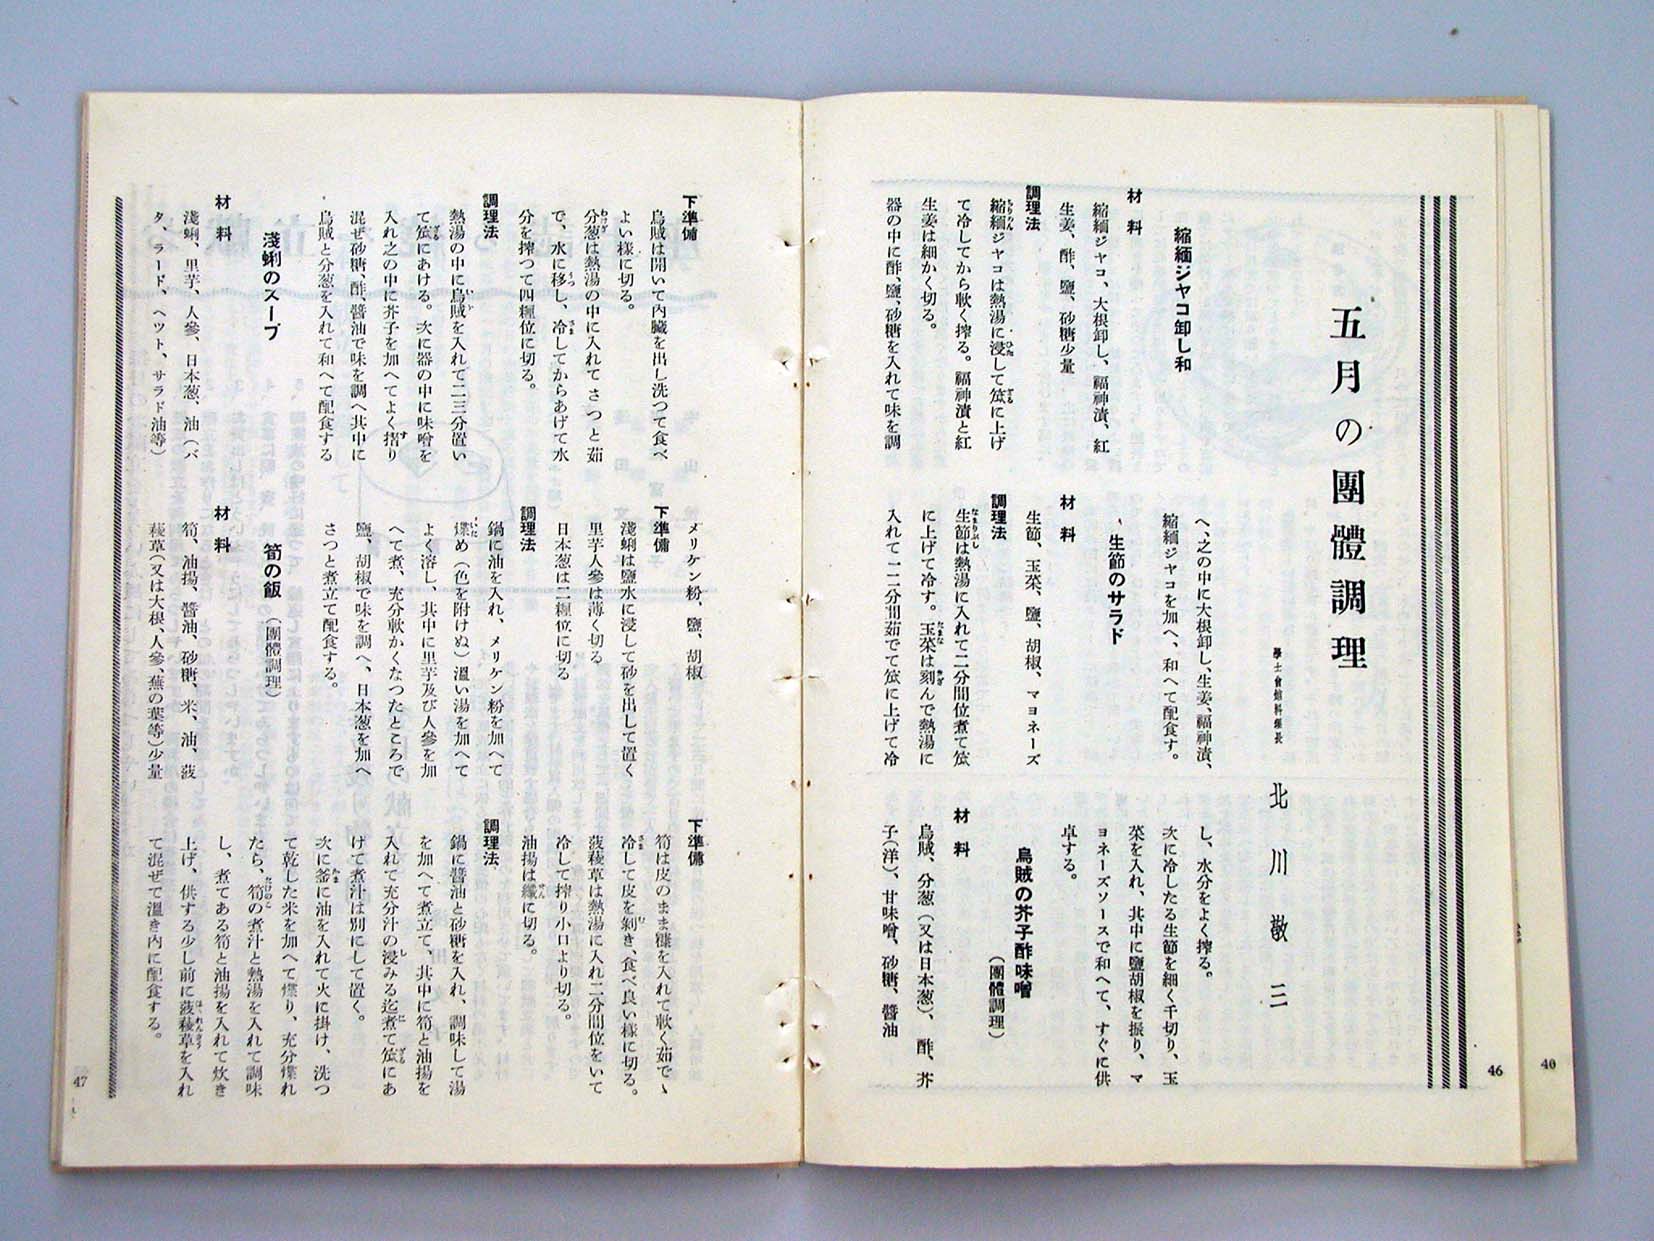 五月の團體調理
學士會館料理長
北川敬三
縮緬ジヤコ卸し和
材料
縮緬ジヤコ、大根卸し、福神漬、紅
生姜、酢、鹽、砂糖少量
調理法
縮緬ジヤコは熱湯に浸して笊に上げ
て冷してから軟く搾る。福神漬と紅
生姜は細かく切る。
器の中に酢、鹽、砂糖を入れて味を調
へ、之の中に大根卸し、生姜、福神漬、
縮緬ジヤコを加へ、和へて配食す。
生節のサラド
材料
生節、玉菜、鹽、胡椒、マヨネーズ
調理法
生節は熱湯に入れて二分間位煮て笊
に上げて冷す。玉菜は刻んで熱湯に
入れて一二分間茹でて笊に上げて冷
し、水分をよく搾る。
次に冷したる生節を細く千切り、玉
菜を入れ、其中に鹽胡椒を振り、マ
ヨネーズソースで和へて、すぐに供
卓する。
烏賊の芥子酢味噌
(團體調理)
材料
烏賊、分葱(又は日本葱)、酢、芥
子(洋)、甘味噌、砂糖、醬油
46
40
下準備
烏賊は開いて內臟を出し洗つて食べ
よい樣に切る。
分葱は熱湯の中に入れてさつと茹
で、水に移し、冷してからあげて水
分を搾つて四糎位に切る。
調理法
熱湯の中に烏賊を入れて二三分置い
て笊にあける。次に器の中に味噌を
入れ之の中に芥子を加へてよく摺り
混ぜ砂糖、酢、醬油で味を調へ其中に
烏賊と分葱を入れて和へて配食する
淺蜊のスープ
材料
淺蜊、里芋、人參、日本葱、油(バ
タ、ラード、ヘツト、サラド油等)
メリケン粉、鹽、胡椒
下準備
淺蜊は鹽水に浸して砂を出して置く
里芋人參は薄く切る
日本葱は二糎位に切る
調理法
鍋に油を入れ、メリケン粉を加へて
煠め(色を附けぬ)溫い湯を加へて
よく溶し、其中に里芋及び人參を加
へて煮、充分軟かくなつたところで
鹽、胡椒で味を調へ、日本葱を加へ
さつと煮立て配食する。
筍の飯(團體調理)
材料
筍、油揚、醬油、砂糖、米、油、菠
薐草(又は大根、人參、蕪の葉等)少量
下準備
筍は皮のまま糠を入れて軟く茹で丶
冷して皮を剝き、食べ良い樣に切る。
菠薐草は熱湯に入れ二分間位をいて
冷して搾り小口より切る。
油揚は纖に切る。
調理法
鍋に醬油と砂糖を入れ、調味して湯
を加へて煮立て、其中に筍と油揚を
入れて充分汁の浸みる迄煮て笊にあ
げて煮汁は別にして置く。
次に釜に油を入れて火に掛け、洗つ
て乾した米を加へて煠り、充分煠れ
たら、筍の煮汁と熱湯を入れて調味
し、煮てある筍と油揚を入れて炊き
上げ、供する少し前に菠薐草を入れ
て混ぜて溫き內に配食する。
47